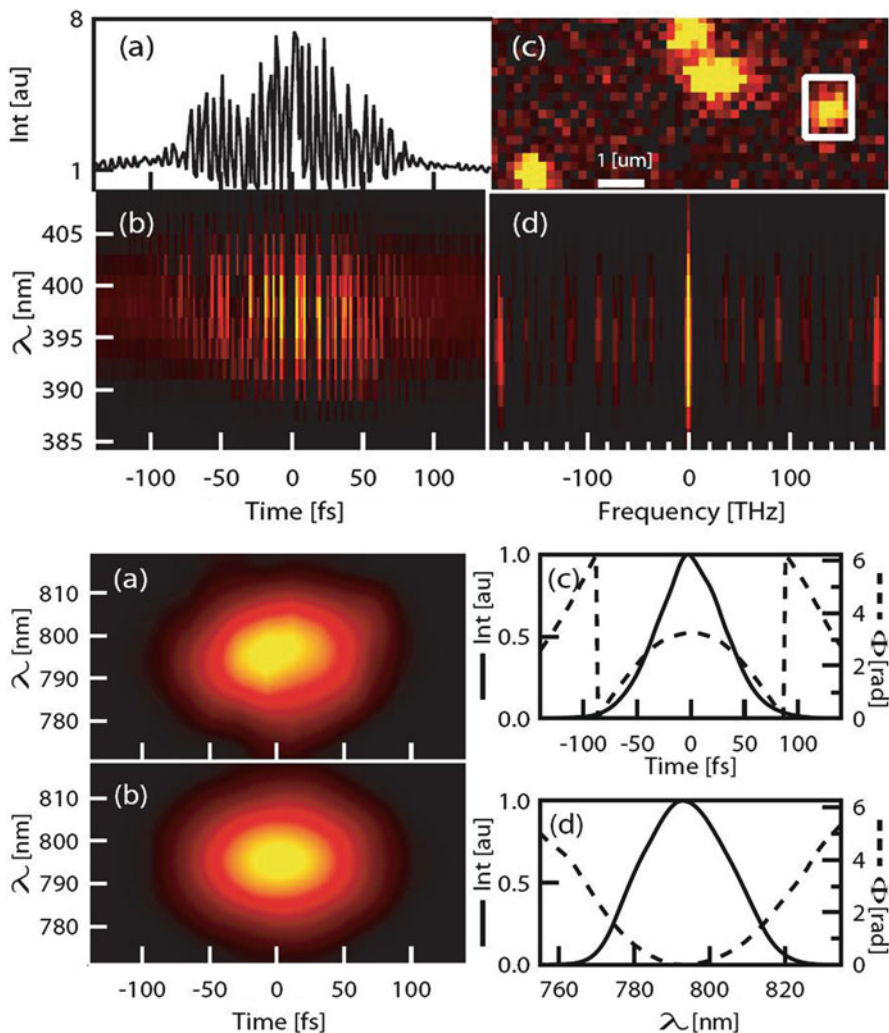 8
(a)
Int [au]
1
(c)
1 [um]
(b)
405
400
395
390
385
λ [nm]
-100 -50 0 50 100
Time [fs]
(d)
-100 0 100
Frequency [THz]
(a)
810
800
795
780
λ [nm]
(b)
810
800
795
780
λ [nm]
-100 -50 0 50 100
Time [fs]
(c)
1.0
0.5
0.0
Int [au]
6
4
2
0
Φ [rad]
-100 -50 0 50 100
Time [fs]
(d)
1.0
0.5
0.0
Int [au]
6
4
2
0
Φ [rad]
760 780 800 820
λ [nm]